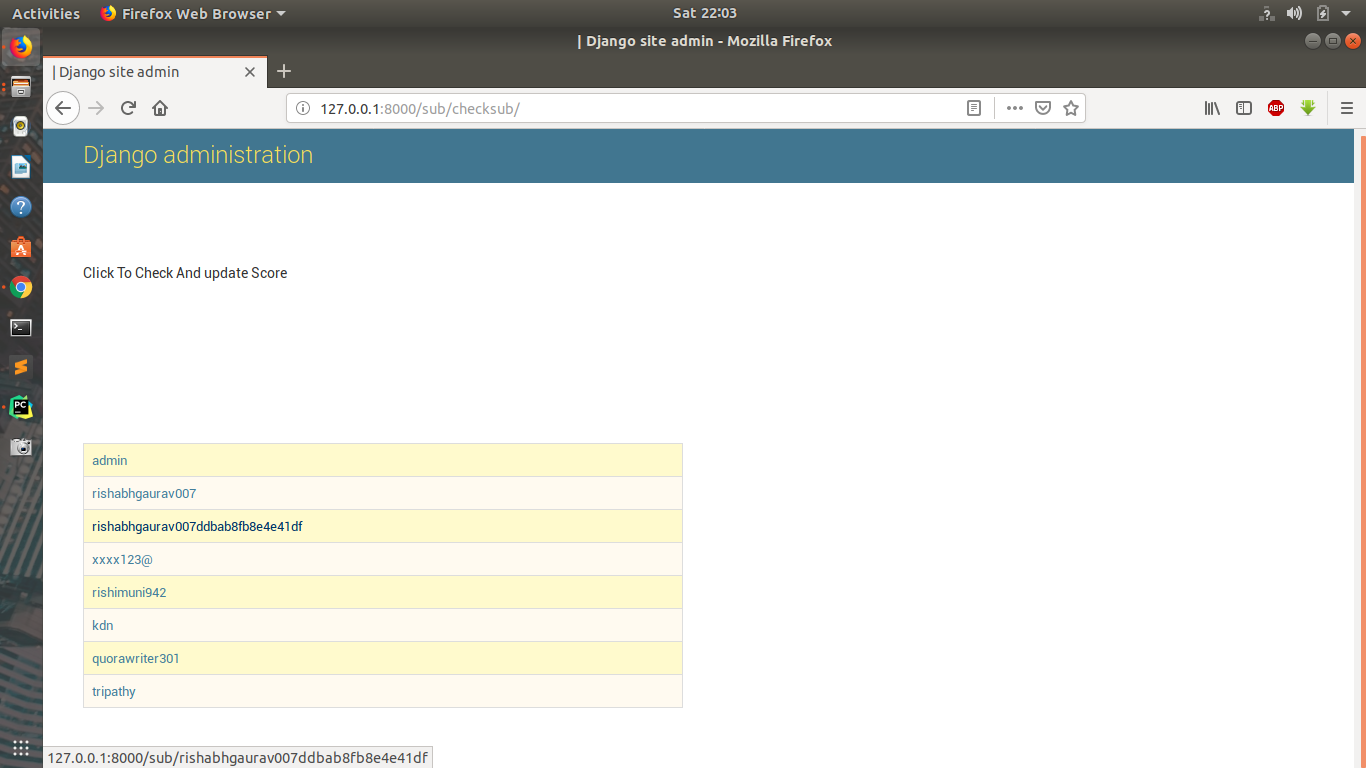 Activities Firefox Web Browser Sat 22:03
| Django site admin - Mozilla Firefox
| Django site admin
127.0.0.1:8000/sub/checksub/
ABP
Django administration
Click To Check And update Score
admin
rishabhgaurav007
rishabhgaurav007ddbab8fb8e4e41df
xxxx123@
rishimuni942
kdn
quorawriter301
tripathy
PC
127.0.0.1:8000/sub/rishabhgaurav007ddbab8fb8e4e41df